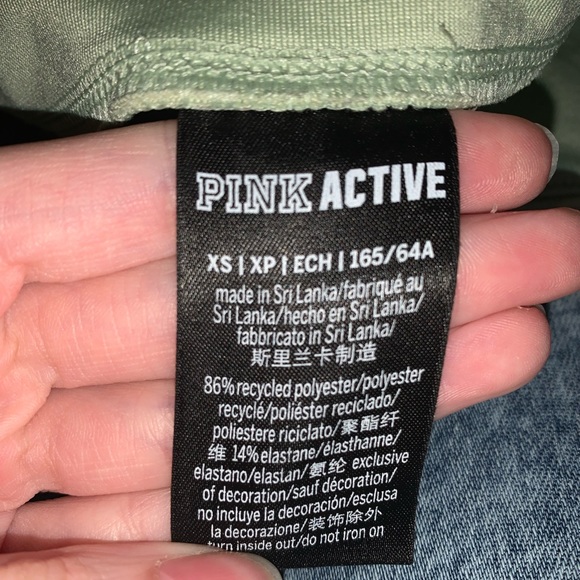 PINK ACTIVE
XS | XP | ECH | 165/64A
made in Sri Lanka/fabriqué au
Sri Lanka/hecho en Sri Lanka/
fabbricato in Sri Lanka/
斯里兰卡制造
86% recycled polyester/polyester
recyclé/poliéster reciclado/
poliestere riciclato/聚酯纤
维 14% elastane/élasthanne/
elastano/elastan/氨纶 exclusive
of decoration/sauf décoration/
no incluye la decoración/esclusa
la decorazione/装饰除外
turn inside out/do not iron on